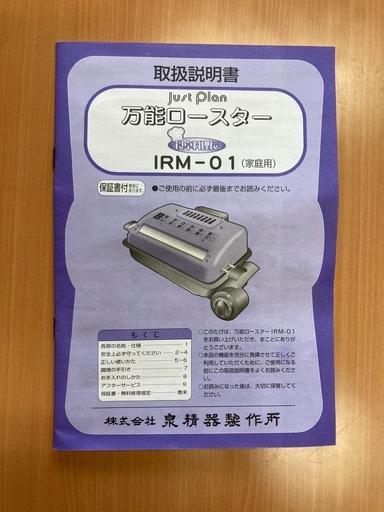 取扱説明書
Just Plan
万能ロースター
IRM-01(家庭用)
保証書付 巻末にあります。
●ご使用の前に必ず最後までお読みください。
もくじ
各部の名称・仕様 1
安全上必ず守ってください 2~4
正しい使いかた 5~6
調理の手引き 7
お手入れのしかた 8
アフターサービス 9
保証書・無料修理規定 巻末
○このたびは、万能ロースターIRM-01
をお買い上げいただき、まことにあり
がとうございます。
○本品の機能を充分に発揮させて正しくご
利用していただくために、ご使用になる
前にこの取扱説明書をよくお読みくださ
い。
○お読みになった後は、大切に保管してく
ださい。
株式会社 泉精器製作所